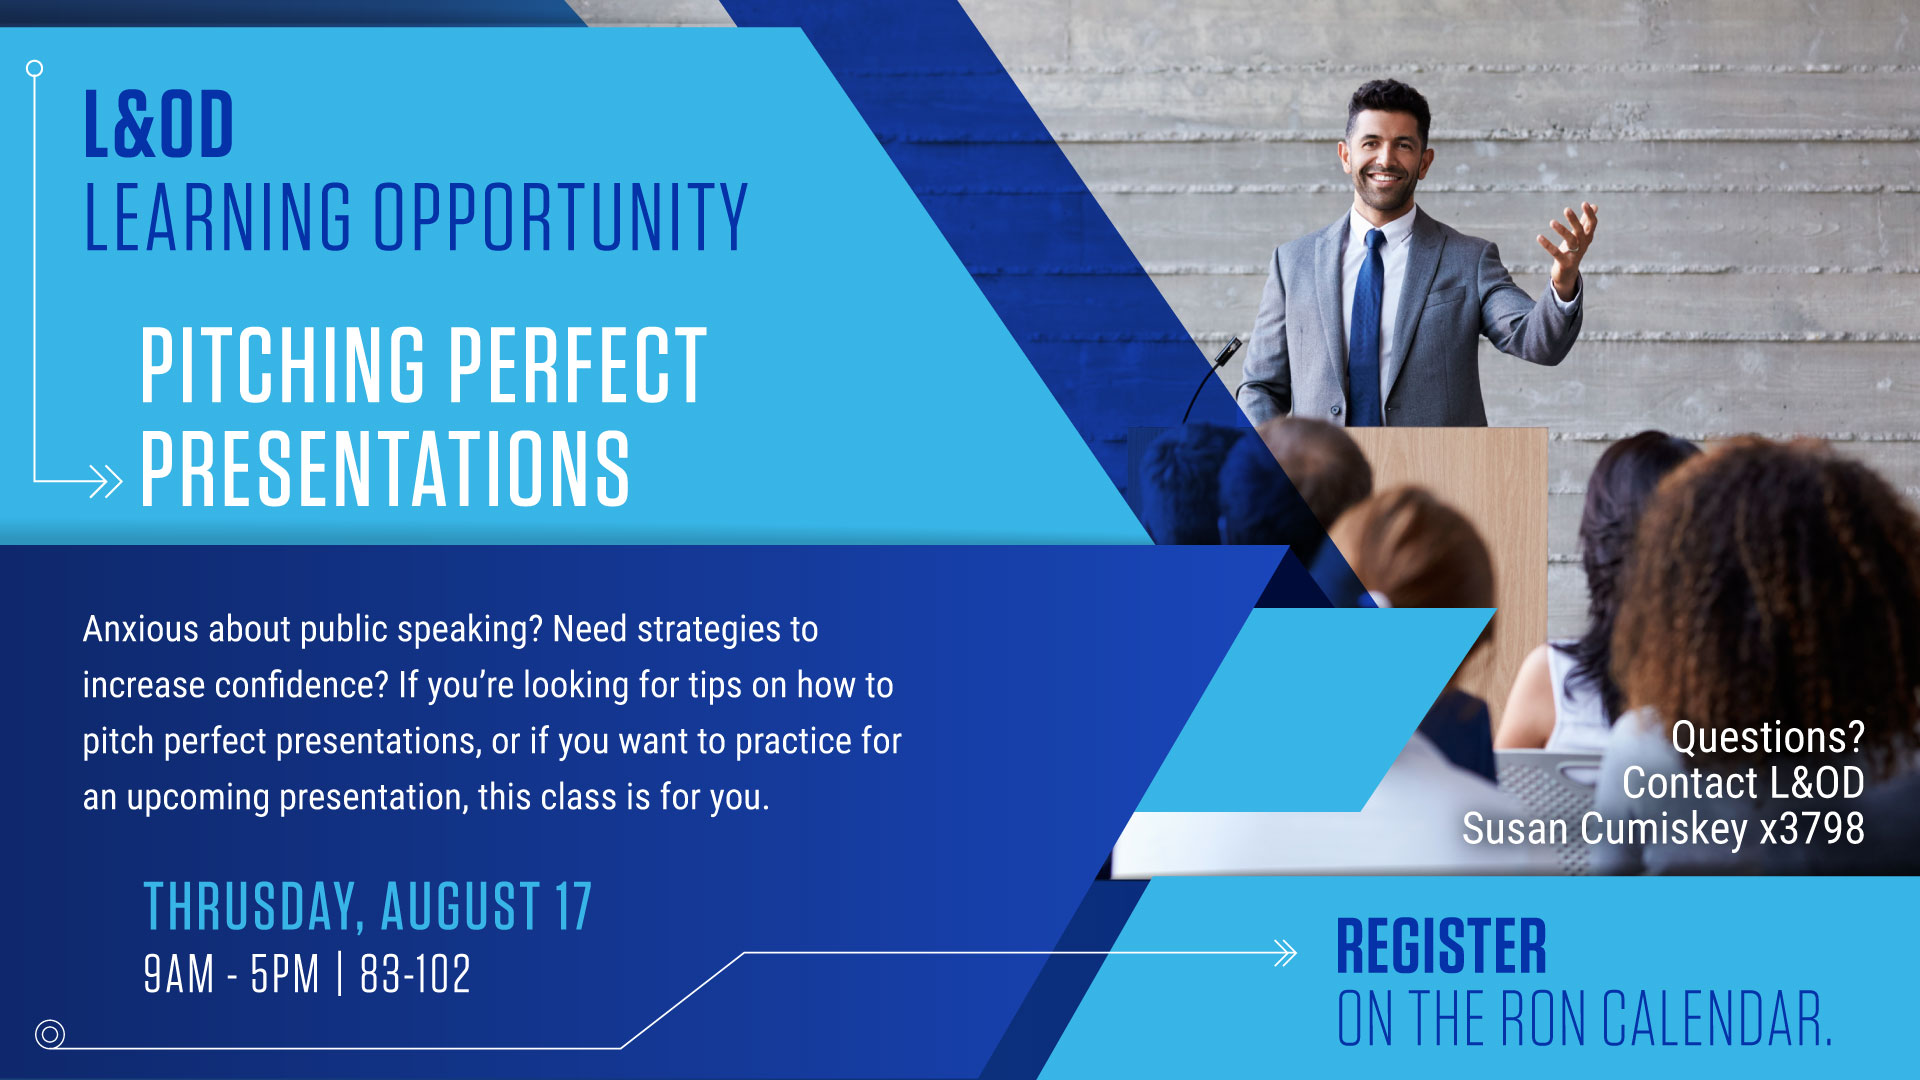 L&OD
LEARNING OPPORTUNITY
PITCHING PERFECT
PRESENTATIONS
Anxious about public speaking? Need strategies to
increase confidence? If you’re looking for tips on how to
pitch perfect presentations, or if you want to practice for
an upcoming presentation, this class is for you.
THRUSDAY, AUGUST 17
9AM - 5PM | 83-102
Questions?
Contact L&OD
Susan Cumiskey x3798
REGISTER
ON THE RON CALENDAR.